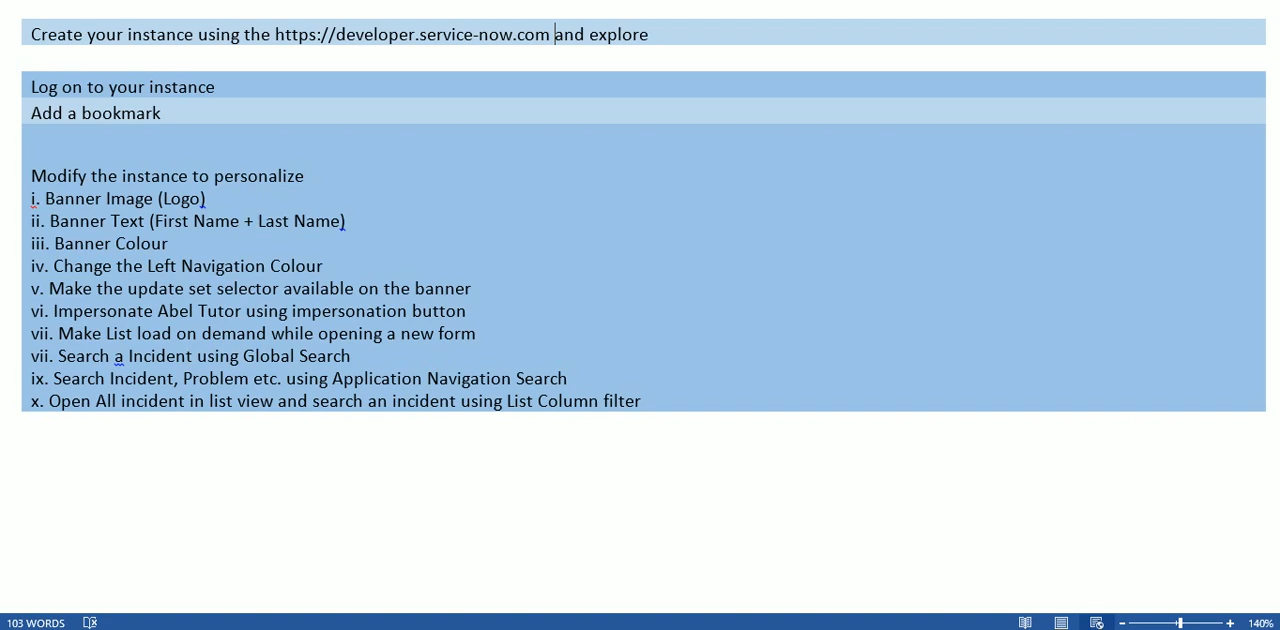 Create your instance using the https://developer.service-now.com and explore
Log on to your instance
Add a bookmark
Modify the instance to personalize
i. Banner Image (Logo)
ii. Banner Text (First Name + Last Name)
iii. Banner Colour
iv. Change the Left Navigation Colour
v. Make the update set selector available on the banner
vi. Impersonate Abel Tutor using impersonation button
vii. Make List load on demand while opening a new form
vii. Search a Incident using Global Search
ix. Search Incident, Problem etc. using Application Navigation Search
x. Open All incident in list view and search an incident using List Column filter
103 WORDS
140%